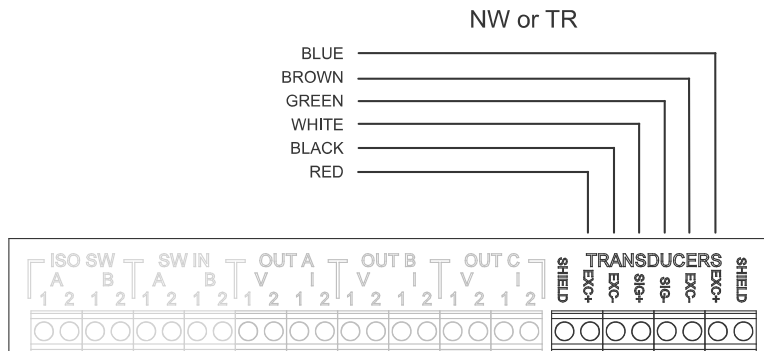 NW or TR
BLUE
BROWN
GREEN
WHITE
BLACK
RED
ISO SW SW IN OUT A OUT B OUT C TRANSDUCERS
A B A B V I V I V I
1 2 1 2 1 2 1 2 1 2 1 2 1 2 1 2 1 2 1 2
SHIELD EXC+ EXC- SIG+ SIG- EXC- EXC+ SHIELD